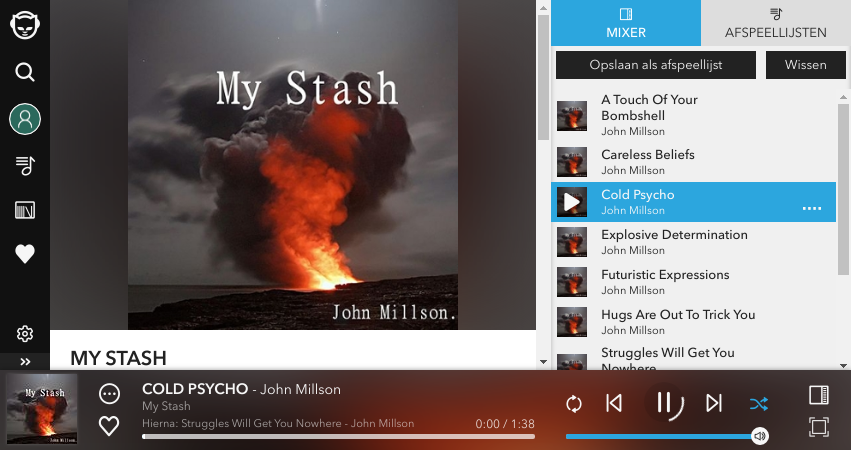 My Stash
John Millson.
MY STASH
MIXER
AFSPEELLIJSTEN
Opslaan als afspeellijst
Wissen
A Touch Of Your
Bombshell
John Millson
Careless Beliefs
John Millson
Cold Psycho
John Millson
Explosive Determination
John Millson
Futuristic Expressions
John Millson
Hugs Are Out To Trick You
John Millson
Struggles Will Get You
Nowhere
My Stash
John Millson.
COLD PSYCHO - John Millson
My Stash
Hierna: Struggles Will Get You Nowhere - John Millson
0:00 / 1:38